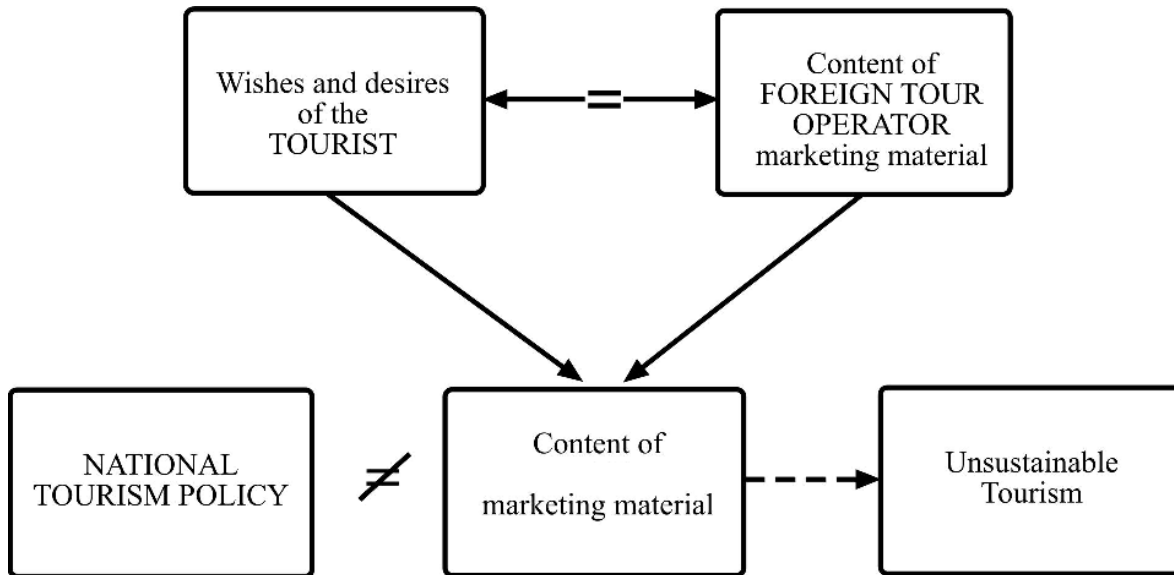 Wishes and desires
of the
TOURIST
=
Content of
FOREIGN TOUR
OPERATOR
marketing material
NATIONAL
TOURISM POLICY
≠
Content of
marketing material
Unsustainable
Tourism